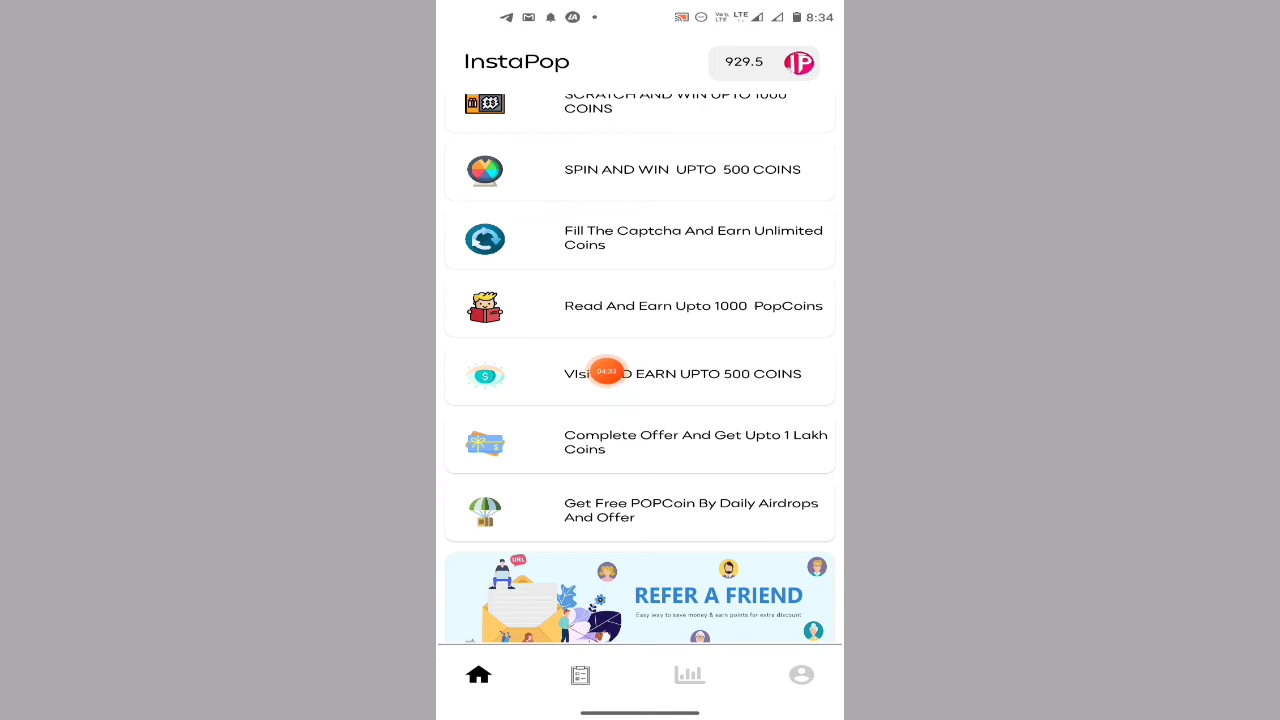 8:34
InstaPop
929.5
SCRATCH AND WIN UPTO 1000
COINS
SPIN AND WIN UPTO 500 COINS
Fill The Captcha And Earn Unlimited
Coins
Read And Earn Upto 1000 PopCoins
04:33
D EARN UPTO 500 COINS
Complete Offer And Get Upto 1 Lakh
Coins
Get Free POPCoin By Daily Airdrops
And Offer
URL
REFER A FRIEND
Easy way to save money & earn points for extra discount